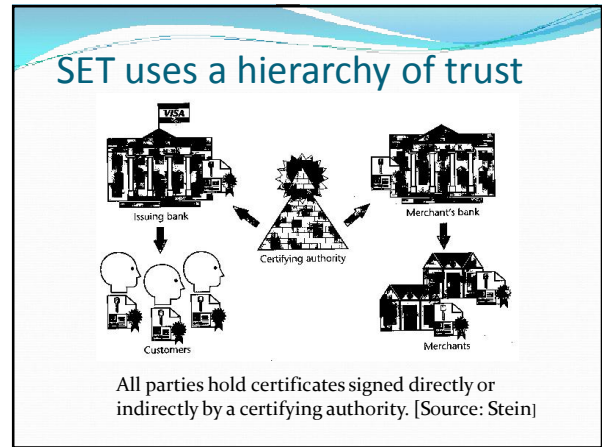 SET uses a hierarchy of trust
VISA
Issuing bank
Merchant's bank
Certifying authority
Customers
Merchants
All parties hold certificates signed directly or
indirectly by a certifying authority. [Source: Stein]